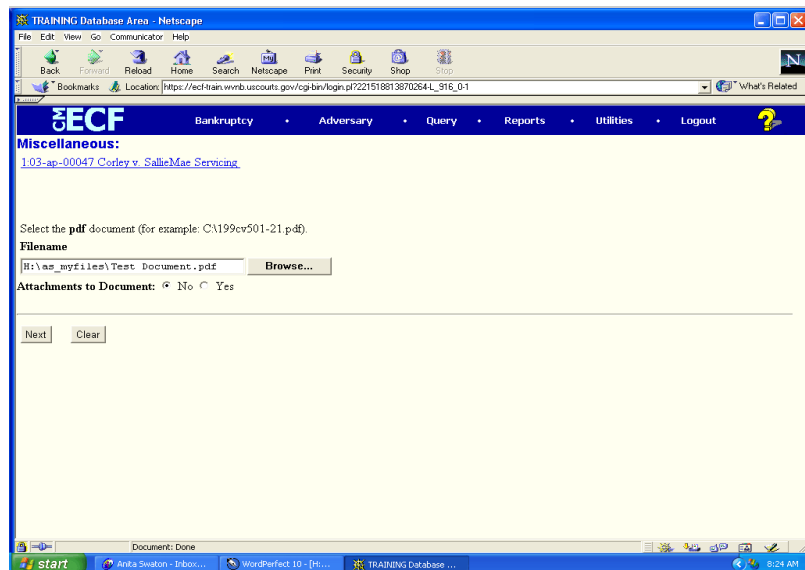 TRAINING Database Area - Netscape
File Edit View Go Communicator Help
Back Forward Reload Home Search Netscape Print Security Shop Stop
My
N
Bookmarks Location: https://ecf-train.wvnb.uscourts.gov/cgi-bin/login.pl?221518813870264-L_916_0-1 What's Related
CM ECF Bankruptcy • Adversary • Query • Reports • Utilities • Logout ?
Miscellaneous:
1:03-ap-00047 Corley v. SallieMae Servicing
Select the pdf document (for example: C:\199cv501-21.pdf).
Filename
H:\as_myfiles\Test Document.pdf Browse...
Attachments to Document: No Yes
Next Clear
Document: Done
start Anita Swaton - Inbox... WordPerfect 10 - [H:... TRAINING Database ... 8:24 AM